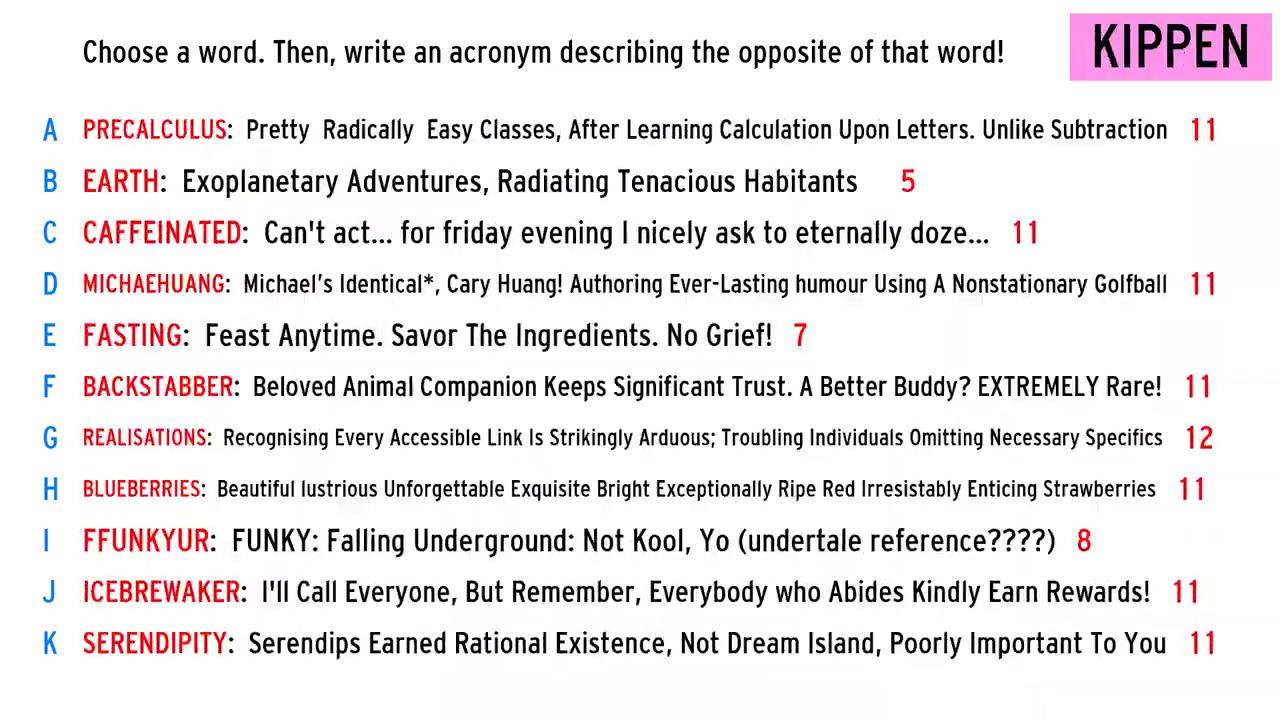 Choose a word. Then, write an acronym describing the opposite of that word!
KIPPEN
A PRECALCULUS: Pretty Radically Easy Classes, After Learning Calculation Upon Letters. Unlike Subtraction 11
B EARTH: Exoplanetary Adventures, Radiating Tenacious Habitants 5
C CAFFEINATED: Can't act... for friday evening I nicely ask to eternally doze... 11
D MICHAEHUANG: Michael's Identical*, Cary Huang! Authoring Ever-Lasting humour Using A Nonstationary Golfball 11
E FASTING: Feast Anytime. Savor The Ingredients. No Grief! 7
F BACKSTABBER: Beloved Animal Companion Keeps Significant Trust. A Better Buddy? EXTREMELY Rare! 11
G REALISATIONS: Recognising Every Accessible Link Is Strikingly Arduous; Troubling Individuals Omitting Necessary Specifics 12
H BLUEBERRIES: Beautiful lustrious Unforgettable Exquisite Bright Exceptionally Ripe Red Irresistably Enticing Strawberries 11
I FFUNKYUR: FUNKY: Falling Underground: Not Kool, Yo (undertale reference????) 8
J ICEBREWAKER: I'll Call Everyone, But Remember, Everybody who Abides Kindly Earn Rewards! 11
K SERENDIPITY: Serendips Earned Rational Existence, Not Dream Island, Poorly Important To You 11